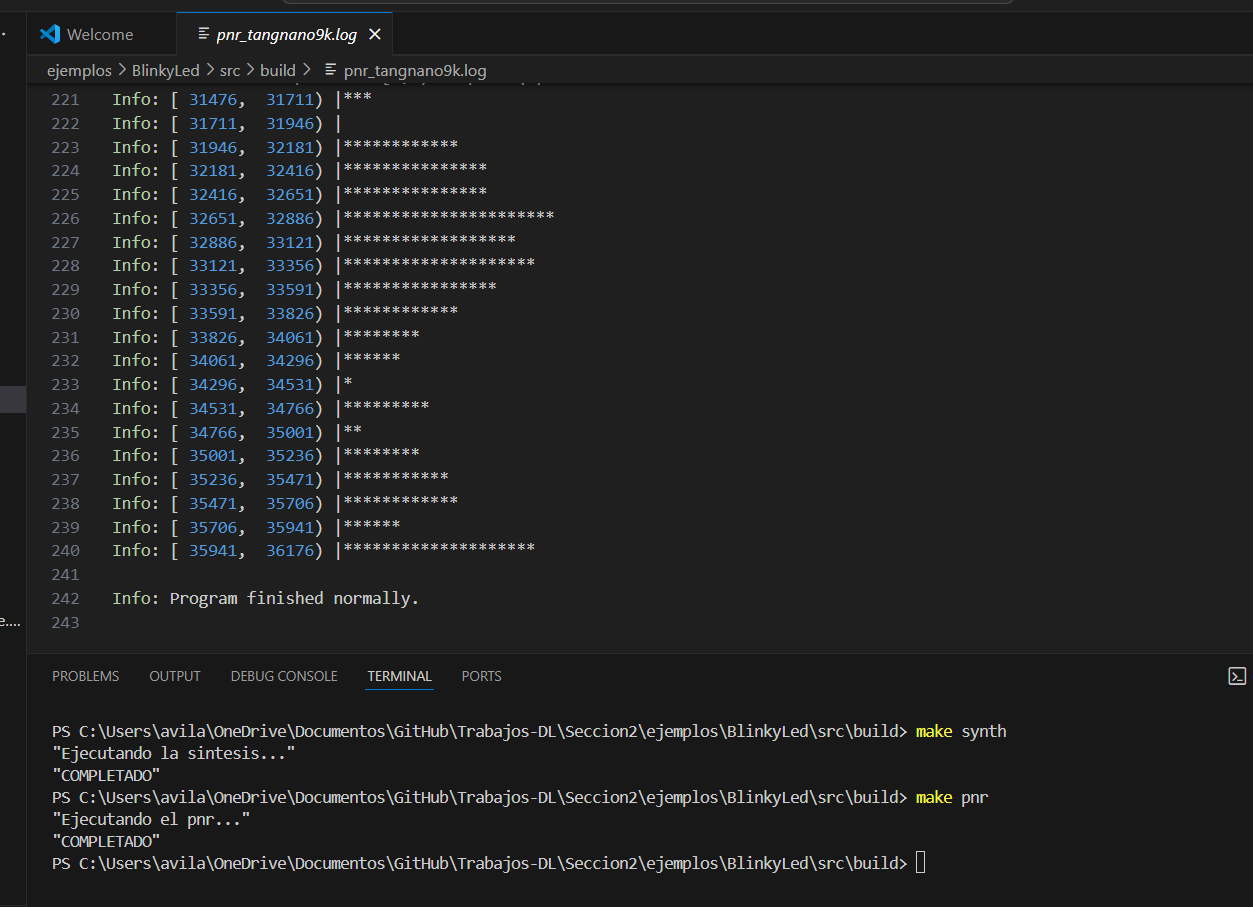 Welcome
pnr_tangnano9k.log
ejemplos > BlinkyLed > src > build > pnr_tangnano9k.log
221 Info: [ 31476, 31711) |***
222 Info: [ 31711, 31946) |
223 Info: [ 31946, 32181) |************
224 Info: [ 32181, 32416) |***************
225 Info: [ 32416, 32651) |***************
226 Info: [ 32651, 32886) |**********************
227 Info: [ 32886, 33121) |******************
228 Info: [ 33121, 33356) |********************
229 Info: [ 33356, 33591) |****************
230 Info: [ 33591, 33826) |************
231 Info: [ 33826, 34061) |********
232 Info: [ 34061, 34296) |******
233 Info: [ 34296, 34531) |*
234 Info: [ 34531, 34766) |*********
235 Info: [ 34766, 35001) |**
236 Info: [ 35001, 35236) |********
237 Info: [ 35236, 35471) |***********
238 Info: [ 35471, 35706) |************
239 Info: [ 35706, 35941) |******
240 Info: [ 35941, 36176) |********************
241
242 Info: Program finished normally.
243
e....
PROBLEMS OUTPUT DEBUG CONSOLE TERMINAL PORTS
PS C:\Users\avila\OneDrive\Documentos\GitHub\Trabajos-DL\Seccion2\ejemplos\BlinkyLed\src\build> make synth
"Ejecutando la sintesis..."
"COMPLETADO"
PS C:\Users\avila\OneDrive\Documentos\GitHub\Trabajos-DL\Seccion2\ejemplos\BlinkyLed\src\build> make pnr
"Ejecutando el pnr..."
"COMPLETADO"
PS C:\Users\avila\OneDrive\Documentos\GitHub\Trabajos-DL\Seccion2\ejemplos\BlinkyLed\src\build>